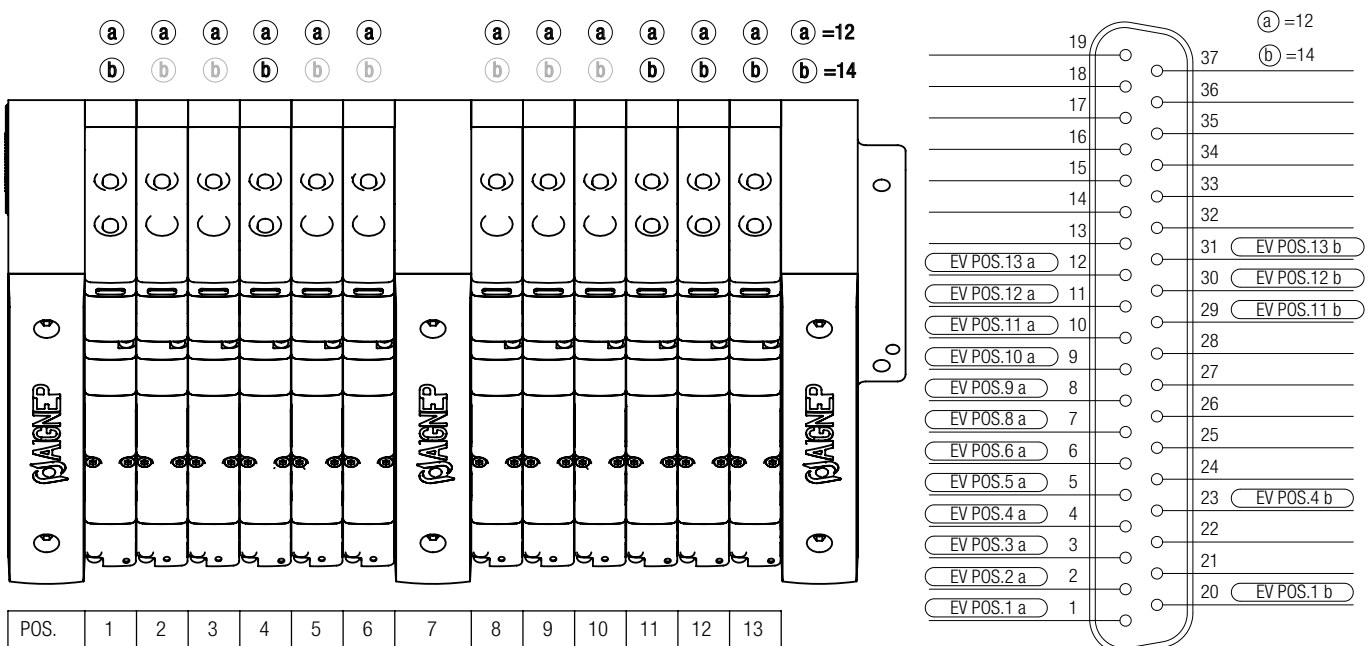 a a a a a a a a a a a a a =12
b b b b b b b b b b b b b =14
AIGNEP AIGNEP AIGNEP
POS. 1 2 3 4 5 6 7 8 9 10 11 12 13
a =12
b =14
19
37
18
36
17
35
16
34
15
33
14
32
13
31 EV POS.13 b
EV POS.13 a 12
30 EV POS.12 b
EV POS.12 a 11
29 EV POS.11 b
EV POS.11 a 10
28
EV POS.10 a 9
27
EV POS.9 a 8
26
EV POS.8 a 7
25
EV POS.6 a 6
24
EV POS.5 a 5
23 EV POS.4 b
EV POS.4 a 4
22
EV POS.3 a 3
21
EV POS.2 a 2
20 EV POS.1 b
EV POS.1 a 1